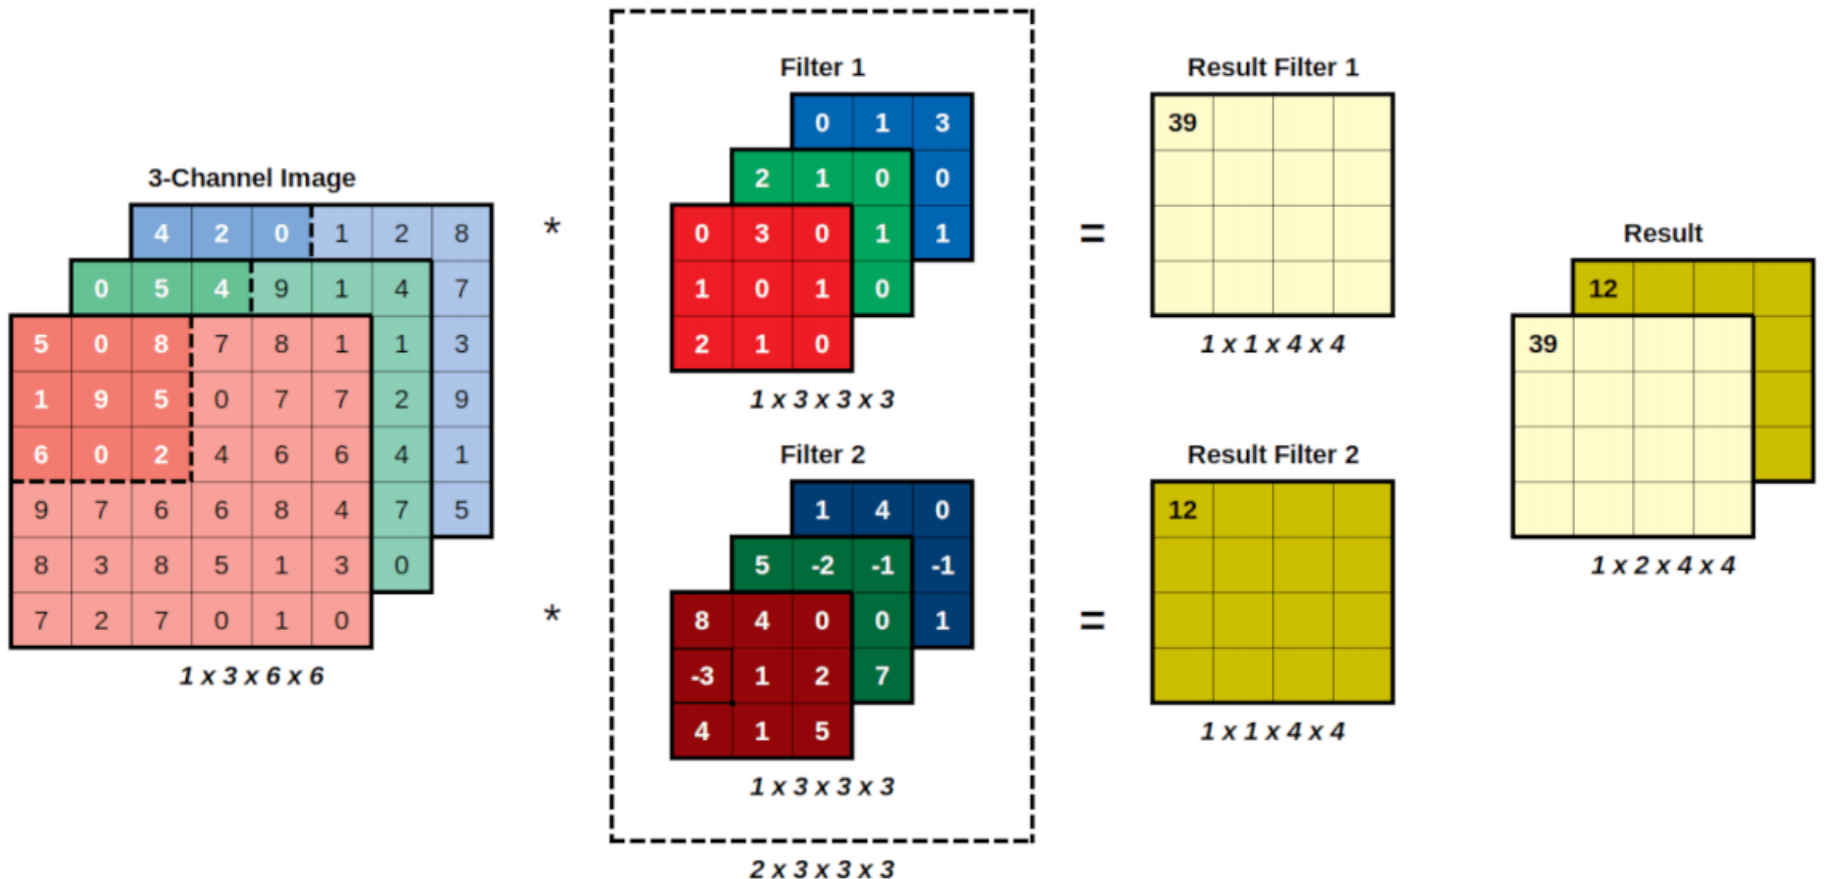 3-Channel Image
4 2 0 1 2 8
0 5 4 9 1 4 7
5 0 8 7 8 1 1 3
1 9 5 0 7 7 2 9
6 0 2 4 6 6 4 1
9 7 6 6 8 4 7 5
8 3 8 5 1 3 0
7 2 7 0 1 0
1 x 3 x 6 x 6
*
*
Filter 1
0 1 3
2 1 0 0
0 3 0 1 1
1 0 1 0
2 1 0
1 x 3 x 3 x 3
Filter 2
1 4 0
5 -2 -1 -1
8 4 0 0 1
-3 1 2 7
4 1 5
1 x 3 x 3 x 3
2 x 3 x 3 x 3
=
=
Result Filter 1
39
1 x 1 x 4 x 4
Result Filter 2
12
1 x 1 x 4 x 4
Result
12
39
1 x 2 x 4 x 4